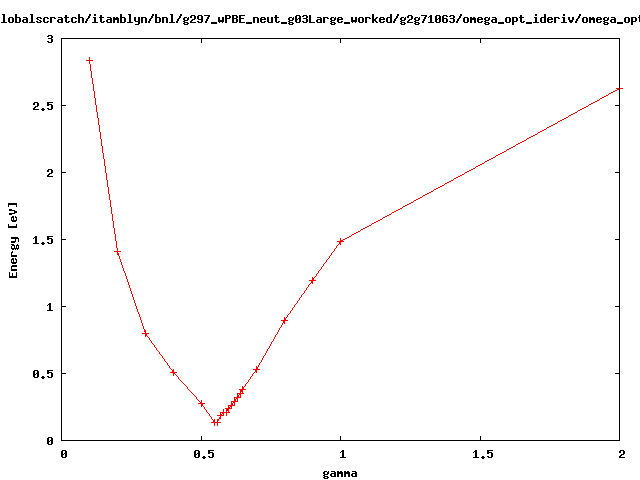 lobalscratch/itamblyn/bnl/g297_wPBE_neut_g03Large_worked/g2g71063/omega_opt_ideriv/omega_opt
3
2.5
2
1.5
1
0.5
0
Energy [eV]
0 0.5 1 1.5 2
gamma